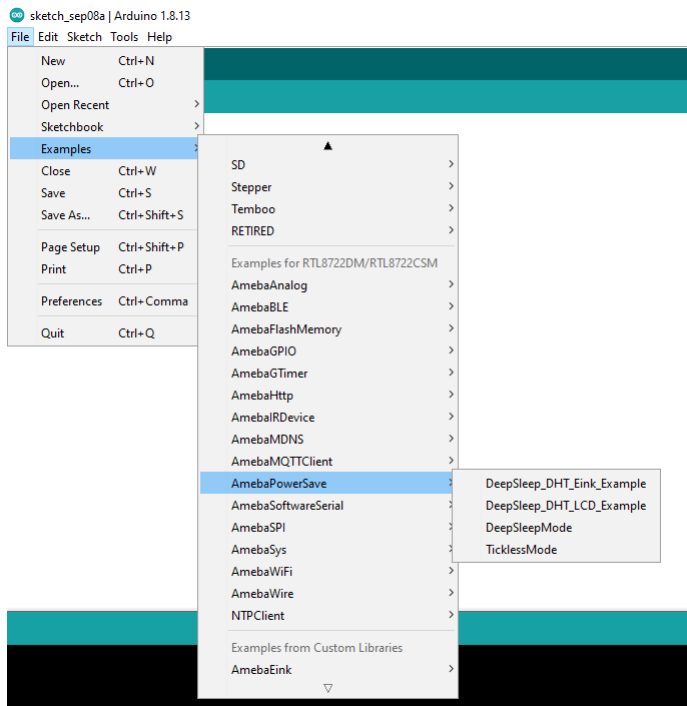 sketch_sep08a | Arduino 1.8.13
File Edit Sketch Tools Help
New Ctrl+N
Open... Ctrl+O
Open Recent
Sketchbook
Examples
Close Ctrl+W
Save Ctrl+S
Save As... Ctrl+Shift+S
Page Setup Ctrl+Shift+P
Print Ctrl+P
Preferences Ctrl+Comma
Quit Ctrl+Q
SD
Stepper
Temboo
RETIRED
Examples for RTL8722DM/RTL8722CSM
AmebaAnalog
AmebaBLE
AmebaFlashMemory
AmebaGPIO
AmebaGTimer
AmebaHttp
AmebaIRDevice
AmebaMDNS
AmebaMQTTClient
AmebaPowerSave
AmebaSoftwareSerial
AmebaSPI
AmebaSys
AmebaWiFi
AmebaWire
NTPClient
Examples from Custom Libraries
AmebaEink
DeepSleep_DHT_Eink_Example
DeepSleep_DHT_LCD_Example
DeepSleepMode
TicklessMode